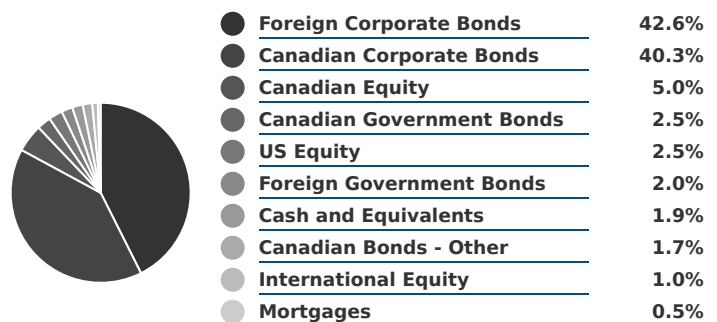 Foreign Corporate Bonds 42.6%
Canadian Corporate Bonds 40.3%
Canadian Equity 5.0%
Canadian Government Bonds 2.5%
US Equity 2.5%
Foreign Government Bonds 2.0%
Cash and Equivalents 1.9%
Canadian Bonds - Other 1.7%
International Equity 1.0%
Mortgages 0.5%